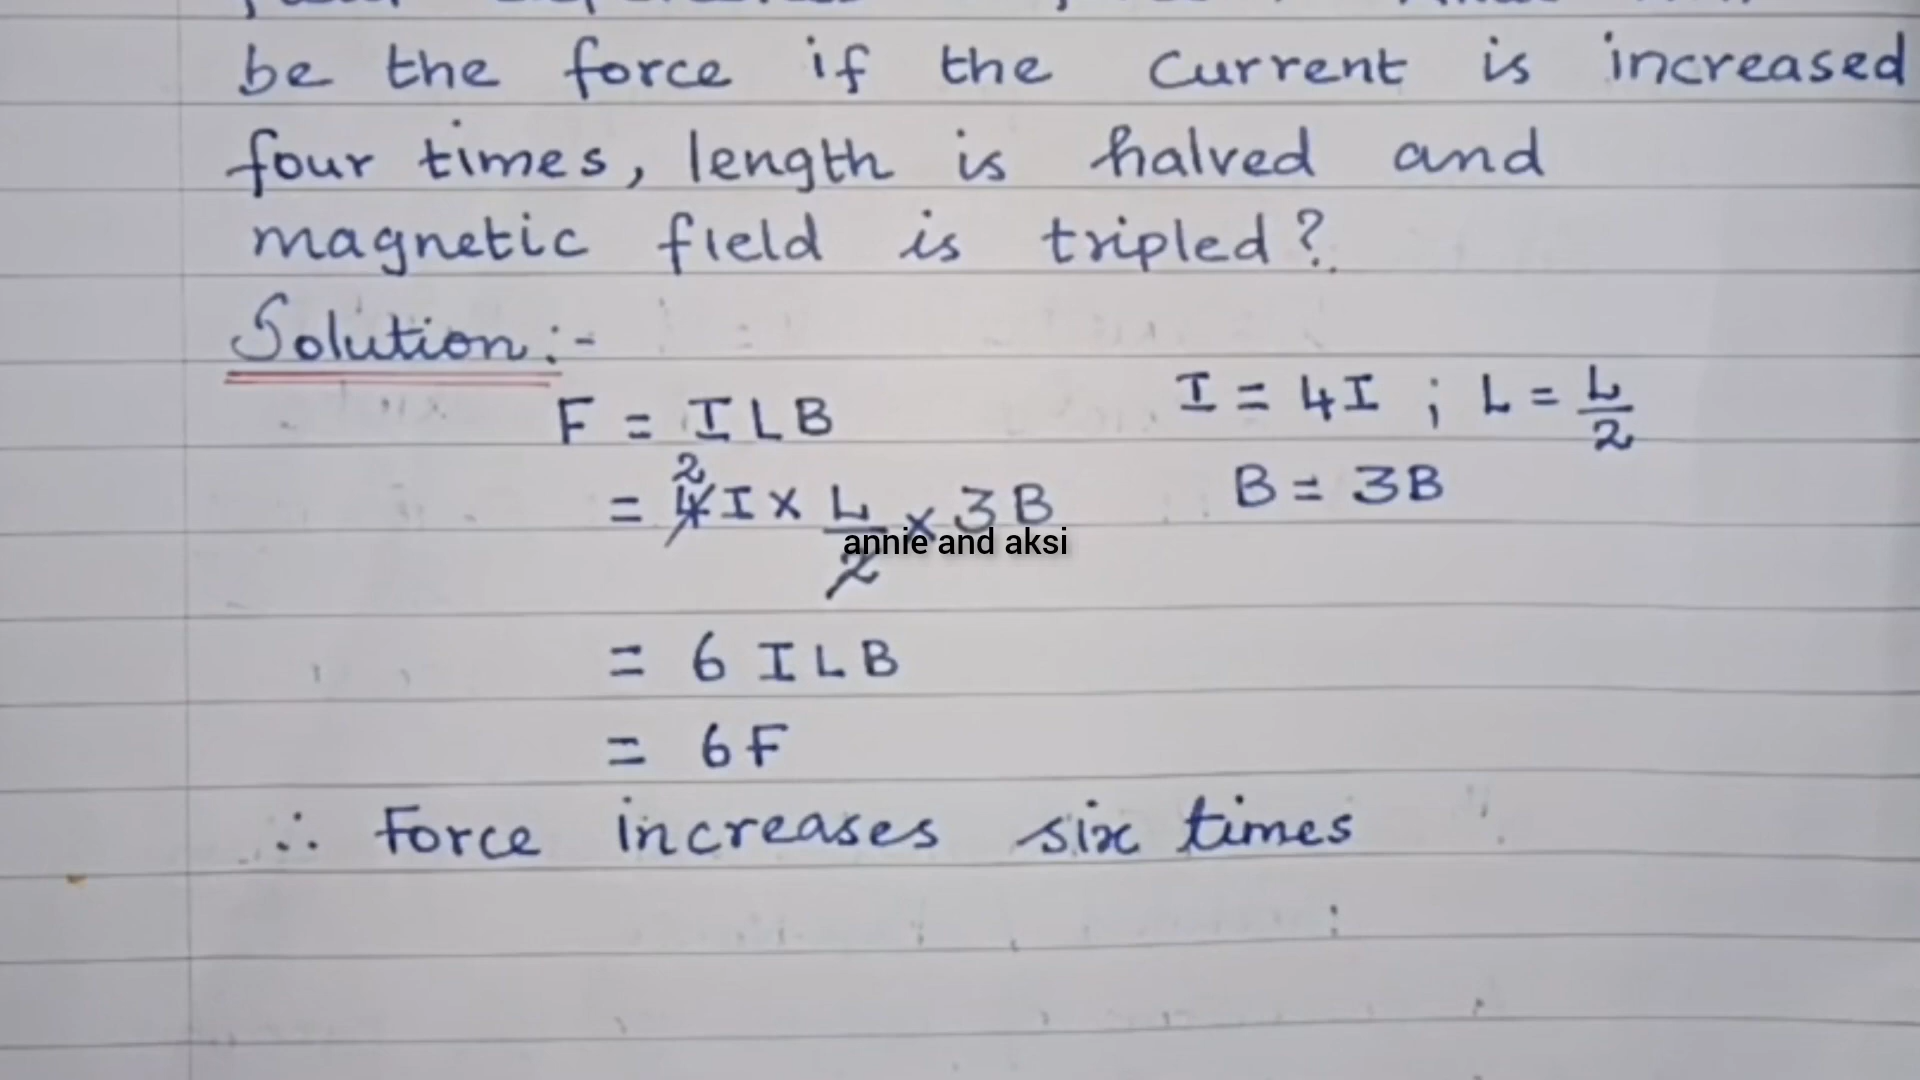 be the force if the current is increased
four times, length is halved and
magnetic field is tripled?
Solution:-
F = ILB
I = 4I ; L = L/2
= 4I × L/2 × 3B
2
B = 3B
annie and aksi
= 6 ILB
= 6F
∴ Force increases six times